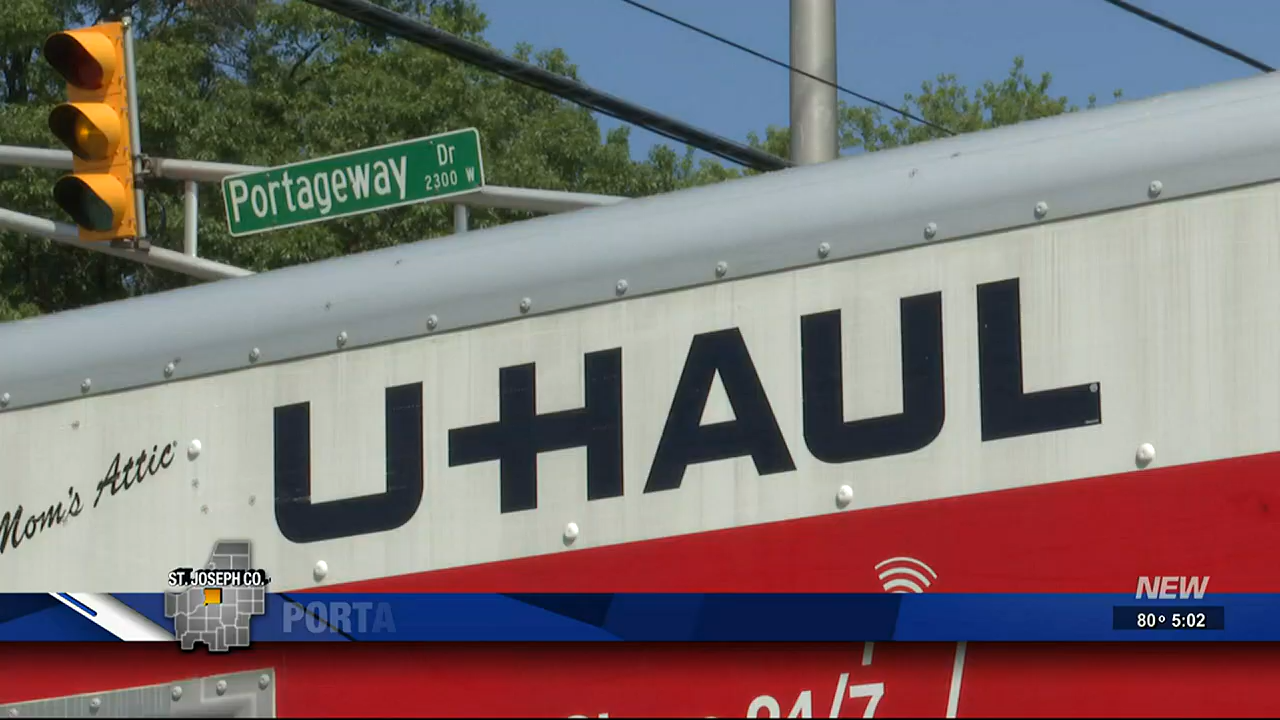 Portageway Dr
2300 W
U-HAUL
Mom's Attic
ST. JOSEPH CO.
PORTA
NEW
80° 5:02
24/7